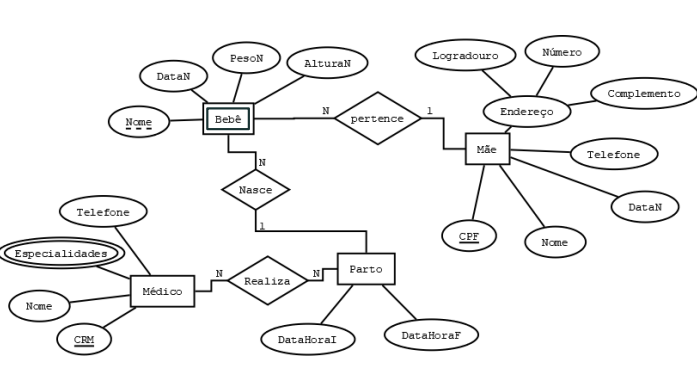 Logradouro
Número
PesoN
AlturaN
DataN
Complemento
Nome
Bebê
N
pertence
1
Endereço
Mãe
Telefone
N
Nasce
DataN
Telefone
1
CPF
Nome
Especialidades
N
Realiza
N
Parto
Médico
Nome
CRM
DataHoraI
DataHoraF